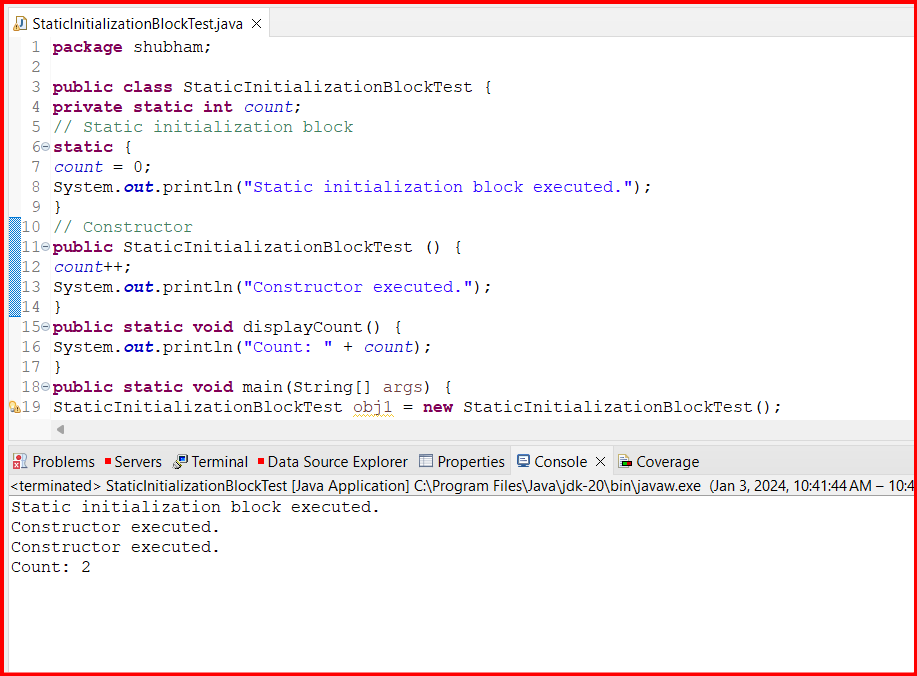 StaticInitializationBlockTest.java
1 package shubham;
2
3 public class StaticInitializationBlockTest {
4 private static int count;
5 // Static initialization block
6 static {
7 count = 0;
8 System.out.println("Static initialization block executed.");
9 }
10 // Constructor
11 public StaticInitializationBlockTest () {
12 count++;
13 System.out.println("Constructor executed.");
14 }
15 public static void displayCount() {
16 System.out.println("Count: " + count);
17 }
18 public static void main(String[] args) {
19 StaticInitializationBlockTest obj1 = new StaticInitializationBlockTest();
Problems Servers Terminal Data Source Explorer Properties Console Coverage
<terminated> StaticInitializationBlockTest [Java Application] C:\Program Files\Java\jdk-20\bin\javaw.exe (Jan 3, 2024, 10:41:44 AM – 10:4
Static initialization block executed.
Constructor executed.
Constructor executed.
Count: 2